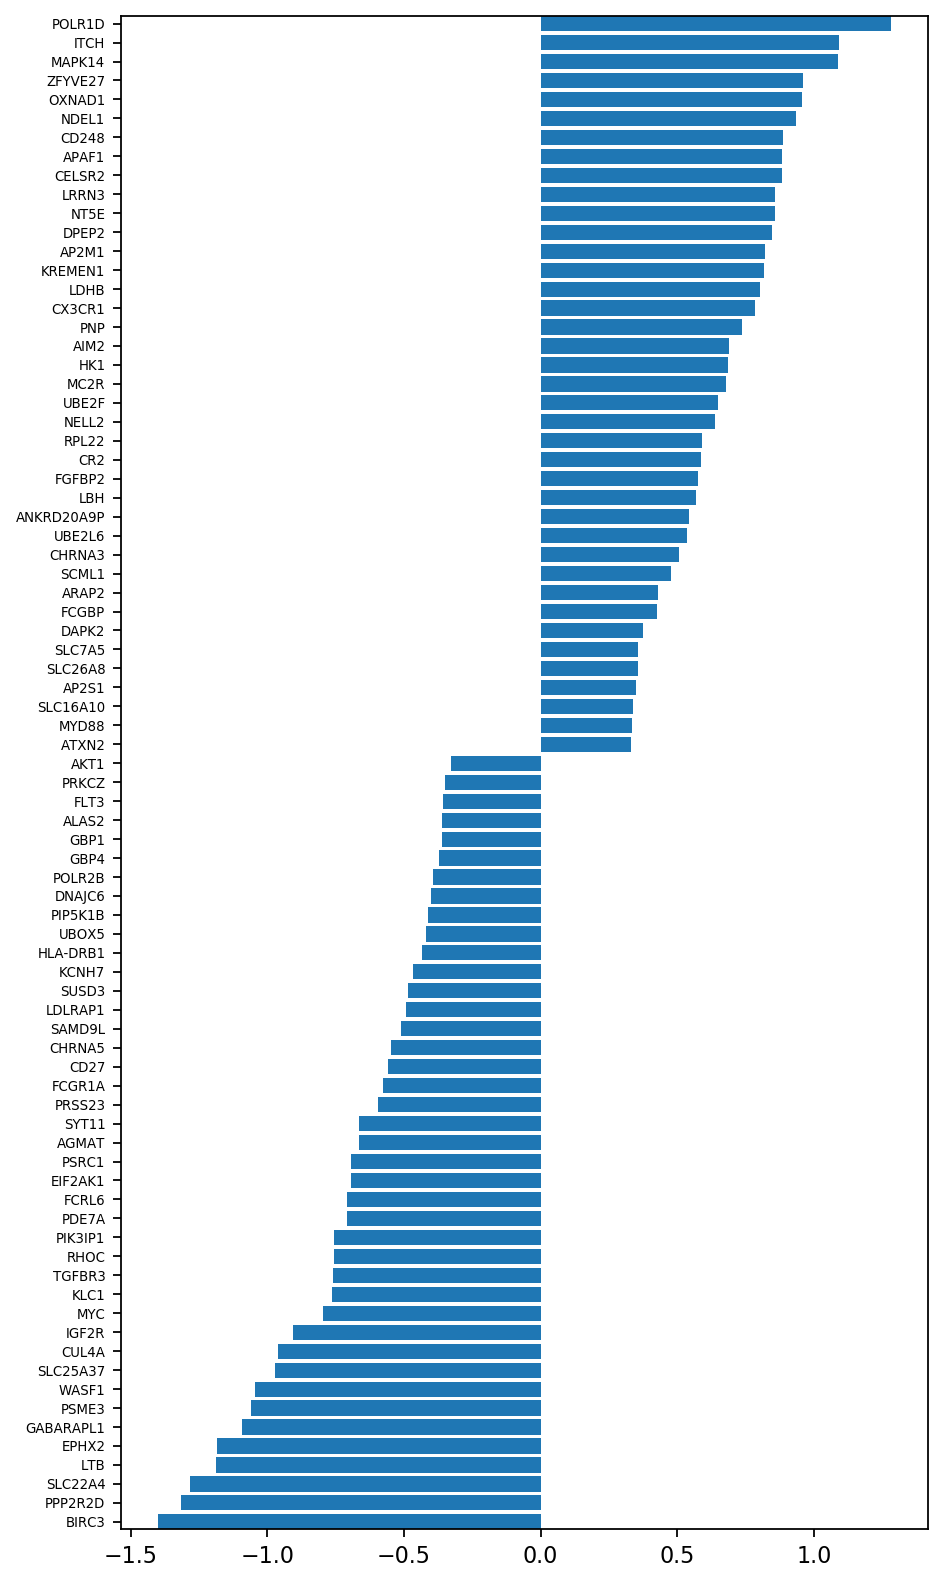 POLR1D
ITCH
MAPK14
ZFYVE27
OXNAD1
NDEL1
CD248
APAF1
CELSR2
LRRN3
NT5E
DPEP2
AP2M1
KREMEN1
LDHB
CX3CR1
PNP
AIM2
HK1
MC2R
UBE2F
NELL2
RPL22
CR2
FGFBP2
LBH
ANKRD20A9P
UBE2L6
CHRNA3
SCML1
ARAP2
FCGBP
DAPK2
SLC7A5
SLC26A8
AP2S1
SLC16A10
MYD88
ATXN2
AKT1
PRKCZ
FLT3
ALAS2
GBP1
GBP4
POLR2B
DNAJC6
PIP5K1B
UBOX5
HLA-DRB1
KCNH7
SUSD3
LDLRAP1
SAMD9L
CHRNA5
CD27
FCGR1A
PRSS23
SYT11
AGMAT
PSRC1
EIF2AK1
FCRL6
PDE7A
PIK3IP1
RHOC
TGFBR3
KLC1
MYC
IGF2R
CUL4A
SLC25A37
WASF1
PSME3
GABARAPL1
EPHX2
LTB
SLC22A4
PPP2R2D
BIRC3
−1.5 −1.0 −0.5 0.0 0.5 1.0